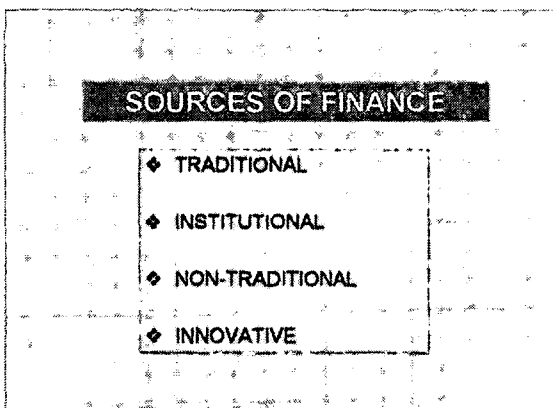 SOURCES OF FINANCE
❖ TRADITIONAL
❖ INSTITUTIONAL
❖ NON-TRADITIONAL
❖ INNOVATIVE